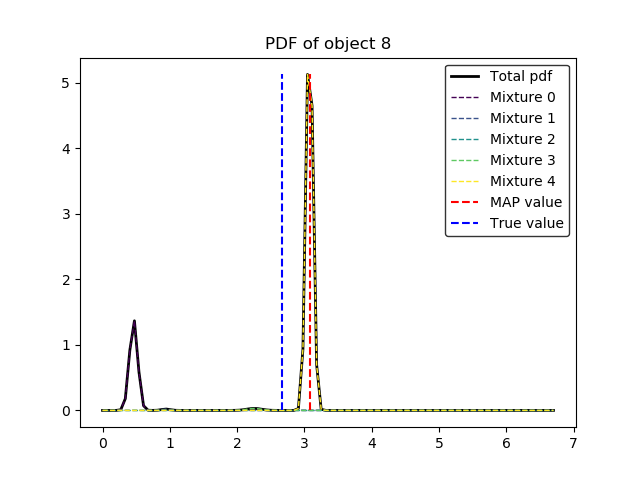 PDF of object 8
5
4
3
2
1
0
0 1 2 3 4 5 6 7
Total pdf
Mixture 0
Mixture 1
Mixture 2
Mixture 3
Mixture 4
MAP value
True value